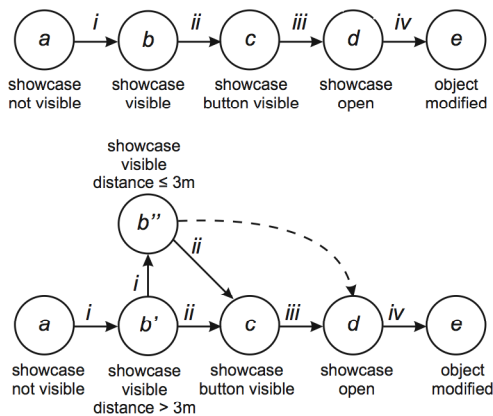 i ii iii iv
a b c d e
showcase not visible
showcase visible
showcase button visible
showcase open
object modified
showcase
visible
distance ≤ 3m
b’’
ii
i
i ii iii iv
a b’ c d e
showcase not visible
showcase visible distance > 3m
showcase button visible
showcase open
object modified